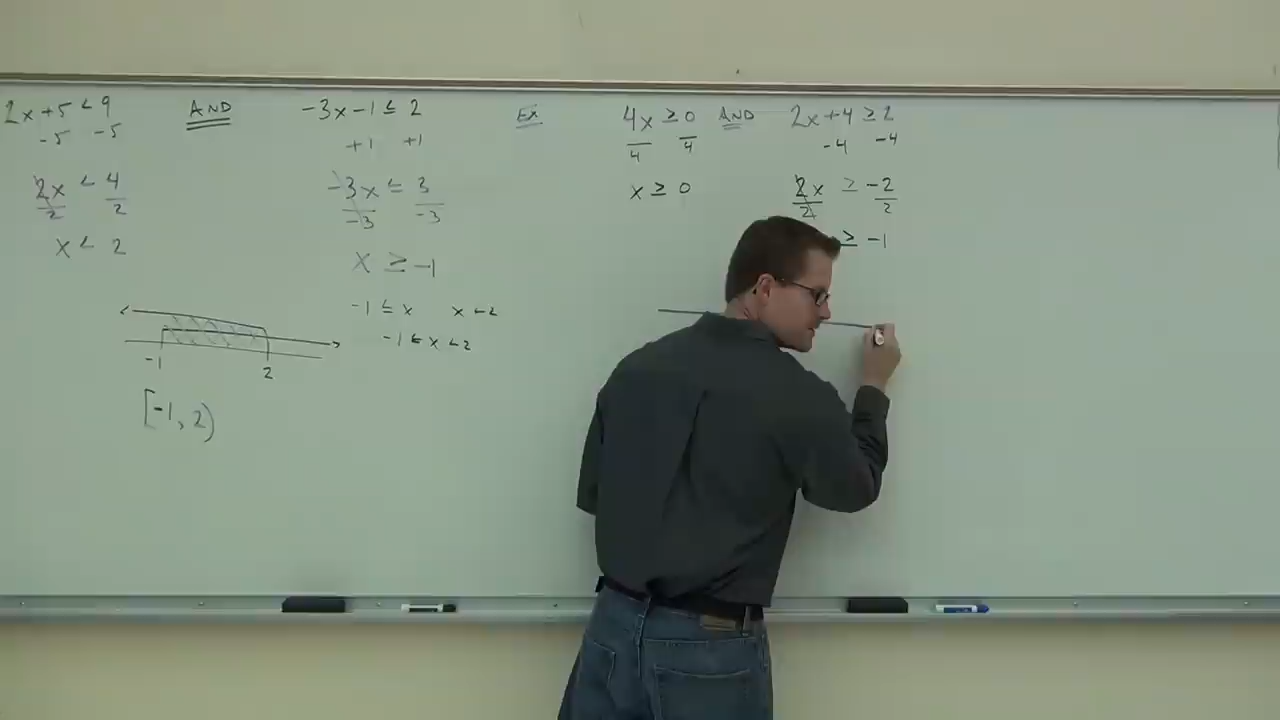 2x+5 < 9 AND -3x-1 ≤ 2
-5 -5 +1 +1
2x < 4 -3x ≤ 3
2 2 -3 -3
x < 2 x ≥ -1
-1 ≤ x x < 2
-1 ≤ x < 2
-1 2
[-1, 2)
Ex 4x ≥ 0 AND 2x+4 ≥ 2
4 4 -4 -4
x ≥ 0 2x ≥ -2
2 2
≥ -1